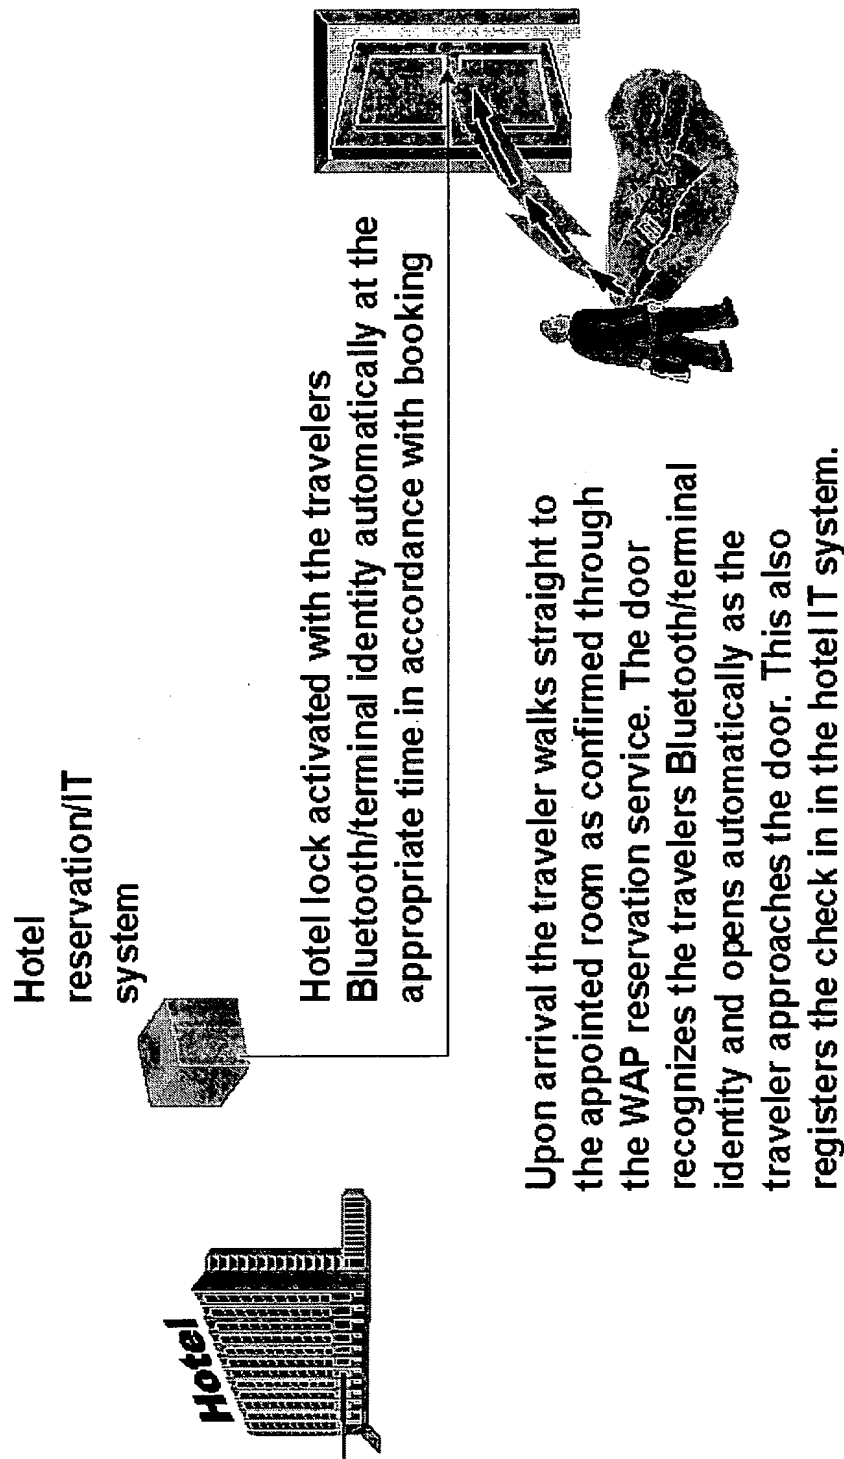 Hotel
Hotel
reservation/IT
system
Hotel lock activated with the travelers
Bluetooth/terminal identity automatically at the
appropriate time in accordance with booking
Upon arrival the traveler walks straight to
the appointed room as confirmed through
the WAP reservation service. The door
recognizes the travelers Bluetooth/terminal
identity and opens automatically as the
traveler approaches the door. This also
registers the check in in the hotel IT system.